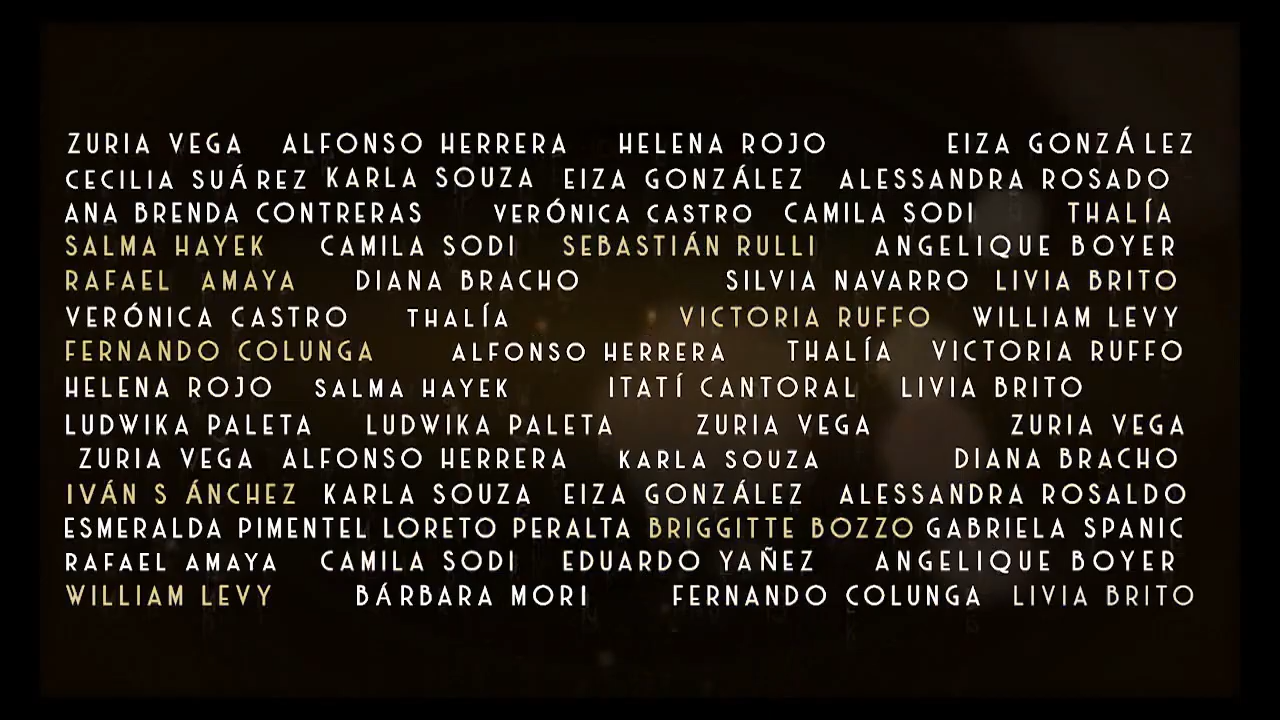 ZURIA VEGA ALFONSO HERRERA HELENA ROJO EIZA GONZÁLEZ
CECILIA SUÁREZ KARLA SOUZA EIZA GONZÁLEZ ALESSANDRA ROSADO
ANA BRENDA CONTRERAS VERÓNICA CASTRO CAMILA SODI THALÍA
SALMA HAYEK CAMILA SODI SEBASTIÁN RULLI ANGELIQUE BOYER
RAFAEL AMAYA DIANA BRACHO SILVIA NAVARRO LIVIA BRITO
VERÓNICA CASTRO THALÍA VICTORIA RUFFO WILLIAM LEVY
FERNANDO COLUNGA ALFONSO HERRERA THALÍA VICTORIA RUFFO
HELENA ROJO SALMA HAYEK ITATÍ CANTORAL LIVIA BRITO
LUDWIKA PALETA LUDWIKA PALETA ZURIA VEGA ZURIA VEGA
ZURIA VEGA ALFONSO HERRERA KARLA SOUZA DIANA BRACHO
IVÁN S ÁNCHEZ KARLA SOUZA EIZA GONZÁLEZ ALESSANDRA ROSALDO
ESMERALDA PIMENTEL LORETO PERALTA BRIGGITTE BOZZO GABRIELA SPANIC
RAFAEL AMAYA CAMILA SODI EDUARDO YAÑEZ ANGELIQUE BOYER
WILLIAM LEVY BÁRBARA MORI FERNANDO COLUNGA LIVIA BRITO